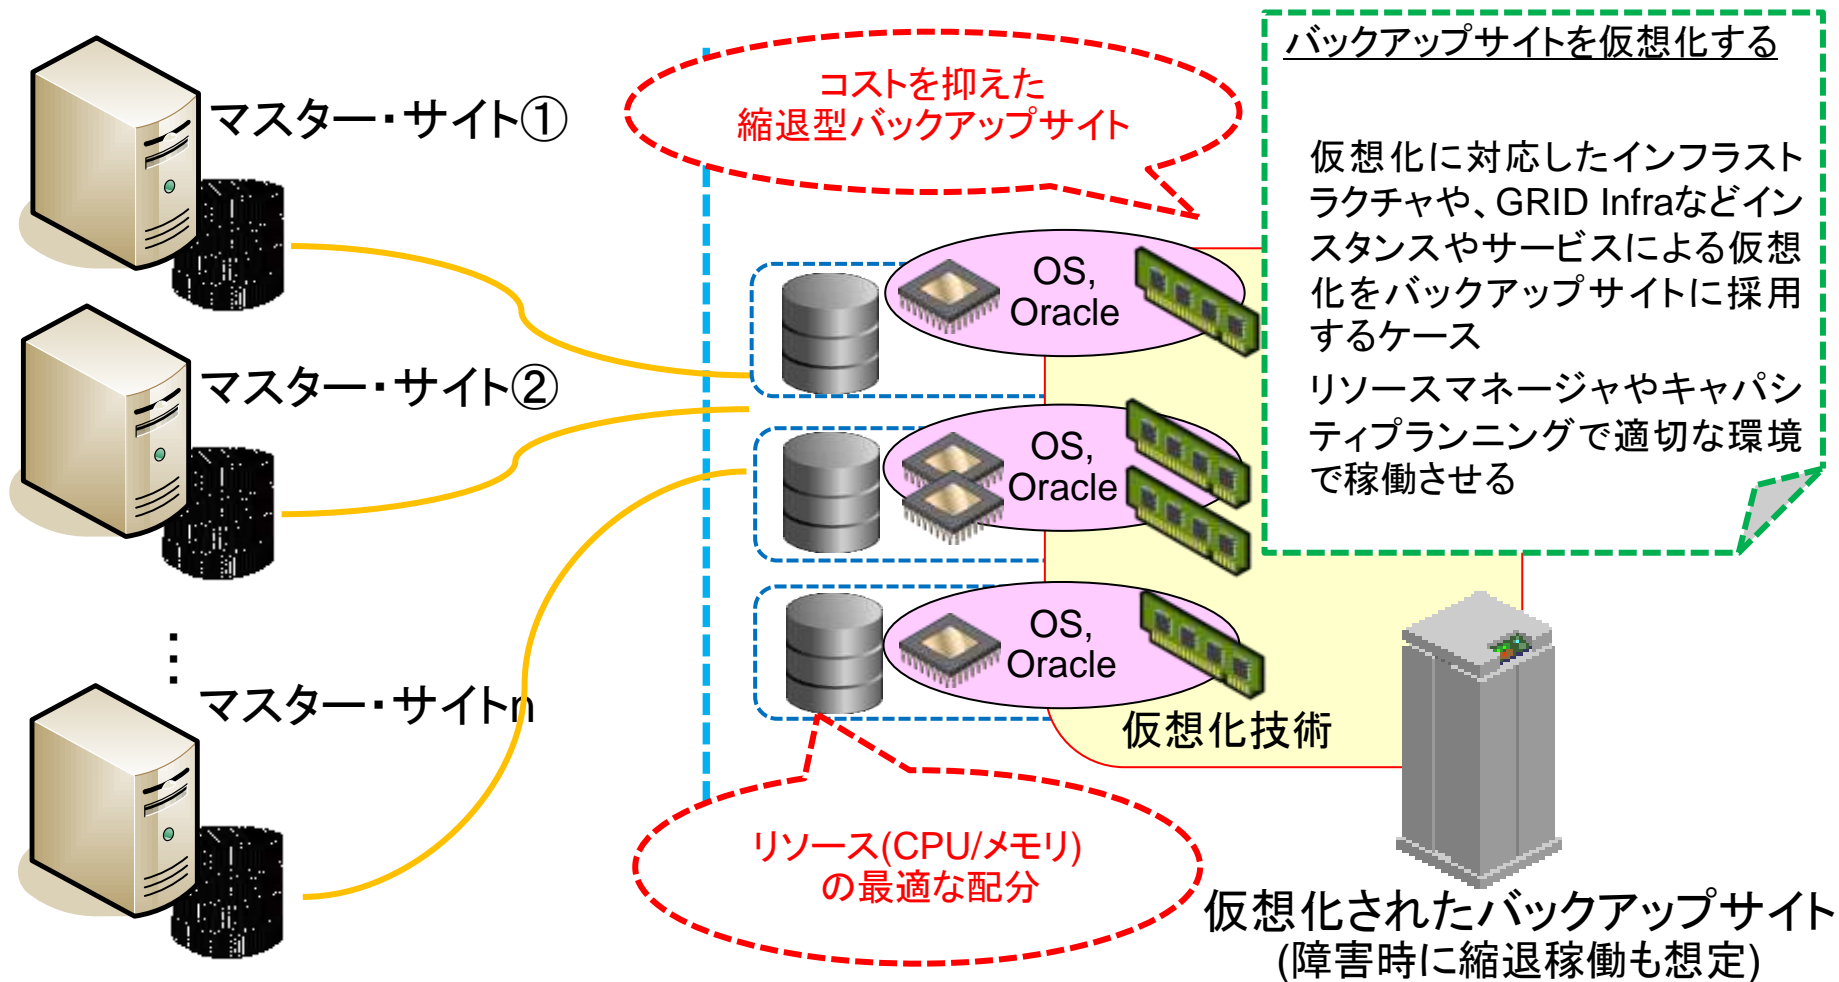 マスター・サイト①
マスター・サイト②
⋮
マスター・サイトn
コストを抑えた
縮退型バックアップサイト
OS,
Oracle
OS,
Oracle
OS,
Oracle
仮想化技術
リソース(CPU/メモリ)
の最適な配分
バックアップサイトを仮想化する
仮想化に対応したインフラスト
ラクチャや、GRID Infraなどイン
スタンスやサービスによる仮想
化をバックアップサイトに採用
するケース
リソースマネージャやキャパシ
ティプランニングで適切な環境
で稼働させる
仮想化されたバックアップサイト
(障害時に縮退稼働も想定)